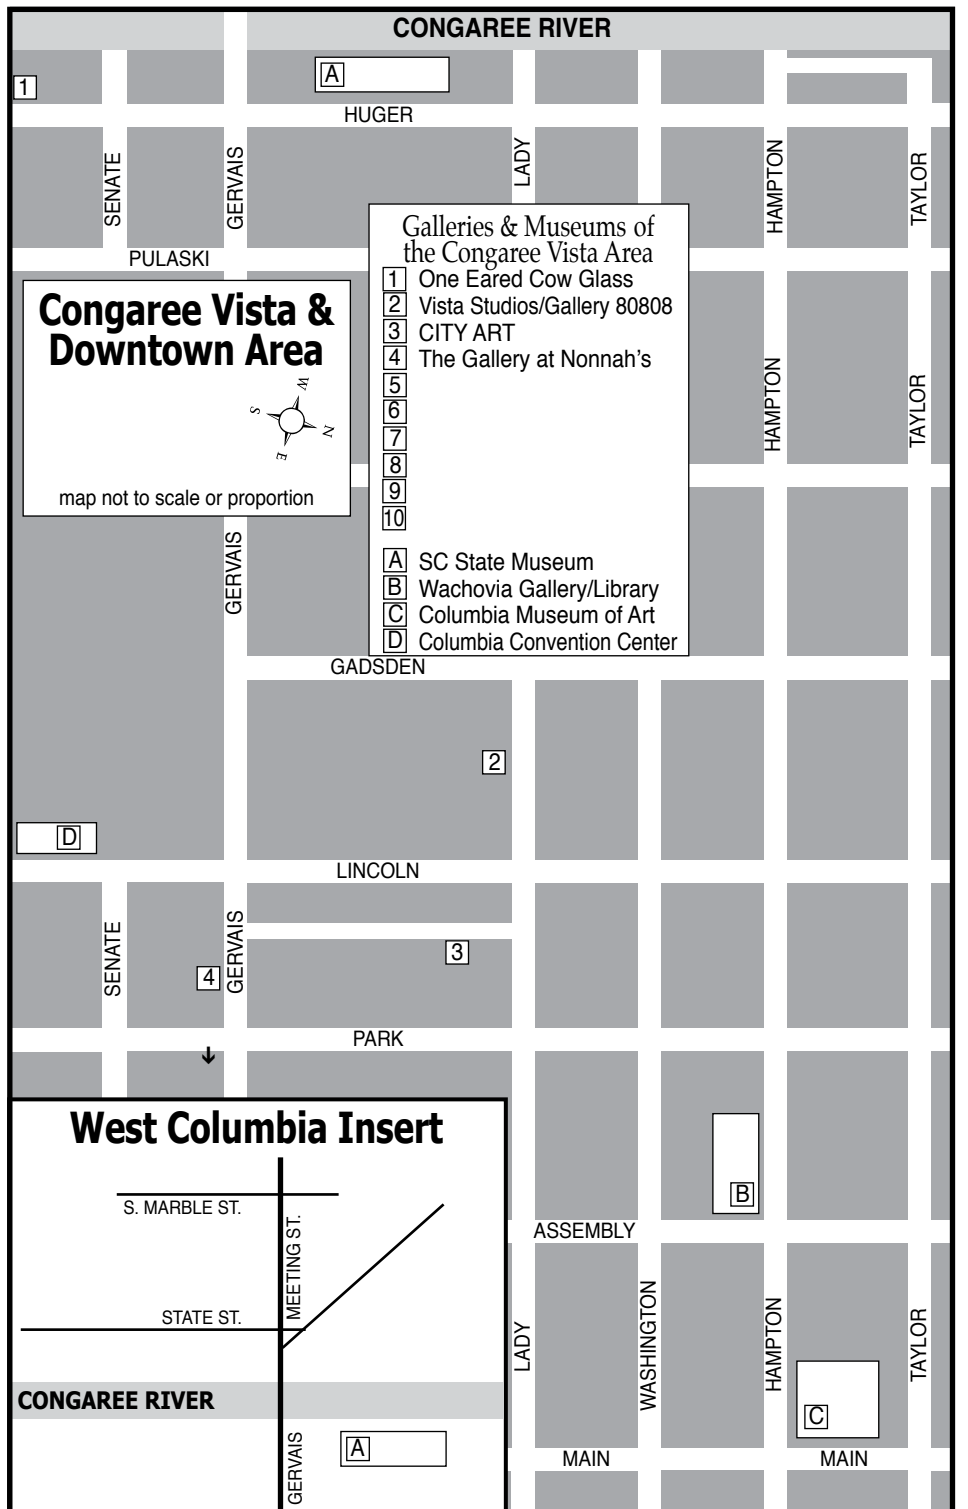 CONGAREE RIVER
1
A
HUGER
SENATE
GERVAIS
LADY
HAMPTON
TAYLOR
PULASKI
Galleries & Museums of
the Congaree Vista Area
1 One Eared Cow Glass
2 Vista Studios/Gallery 80808
3 CITY ART
4 The Gallery at Nonnah's
5
6
7
8
9
10
A SC State Museum
B Wachovia Gallery/Library
C Columbia Museum of Art
D Columbia Convention Center
Congaree Vista &
Downtown Area
W
S
N
E
map not to scale or proportion
HAMPTON
TAYLOR
GERVAIS
GADSDEN
2
D
LINCOLN
SENATE
GERVAIS
3
4
PARK
B
ASSEMBLY
LADY
WASHINGTON
HAMPTON
TAYLOR
C
MAIN
MAIN
West Columbia Insert
S. MARBLE ST.
MEETING ST.
STATE ST.
CONGAREE RIVER
GERVAIS
A